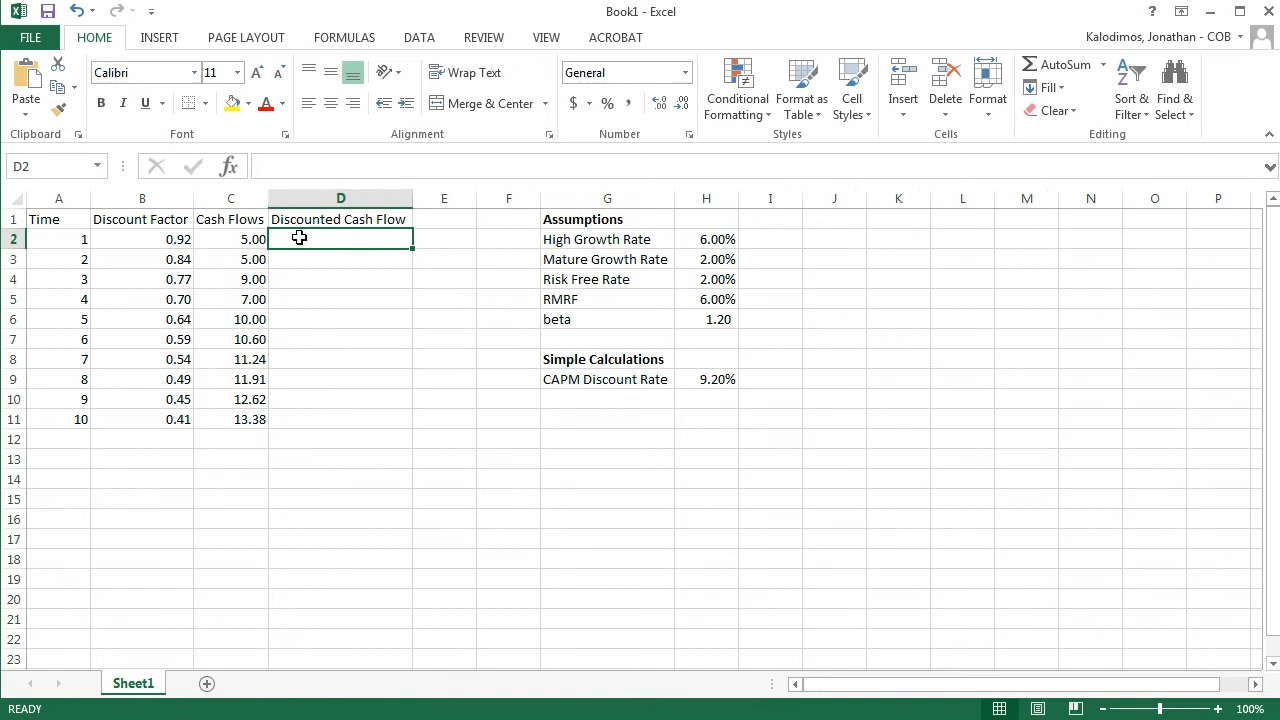 Book1 - Excel
FILE HOME INSERT PAGE LAYOUT FORMULAS DATA REVIEW VIEW ACROBAT Kalodimos, Jonathan - COB
Paste Calibri 11 A A Wrap Text General Conditional Formatting Format as Table Cell Styles Insert Delete Format AutoSum Fill Clear Sort & Filter Find & Select
B I U A Merge & Center $ % ,
Clipboard Font Alignment Number Styles Cells Editing
D2 fx
A B C D E F G H I J K L M N O P
1 Time Discount Factor Cash Flows Discounted Cash Flow Assumptions
2 1 0.92 5.00 High Growth Rate 6.00%
3 2 0.84 5.00 Mature Growth Rate 2.00%
4 3 0.77 9.00 Risk Free Rate 2.00%
5 4 0.70 7.00 RMRF 6.00%
6 5 0.64 10.00 beta 1.20
7 6 0.59 10.60
8 7 0.54 11.24 Simple Calculations
9 8 0.49 11.91 CAPM Discount Rate 9.20%
10 9 0.45 12.62
11 10 0.41 13.38
12
13
14
15
16
17
18
19
20
21
22
23
Sheet1
READY 100%